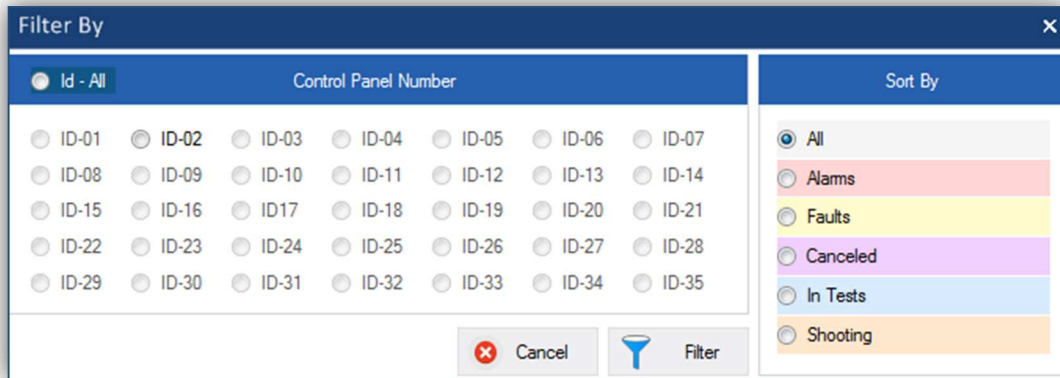 Filter By
Id - All Control Panel Number
ID-01 ID-02 ID-03 ID-04 ID-05 ID-06 ID-07
ID-08 ID-09 ID-10 ID-11 ID-12 ID-13 ID-14
ID-15 ID-16 ID17 ID-18 ID-19 ID-20 ID-21
ID-22 ID-23 ID-24 ID-25 ID-26 ID-27 ID-28
ID-29 ID-30 ID-31 ID-32 ID-33 ID-34 ID-35
Cancel Filter
Sort By
All
Alarms
Faults
Canceled
In Tests
Shooting